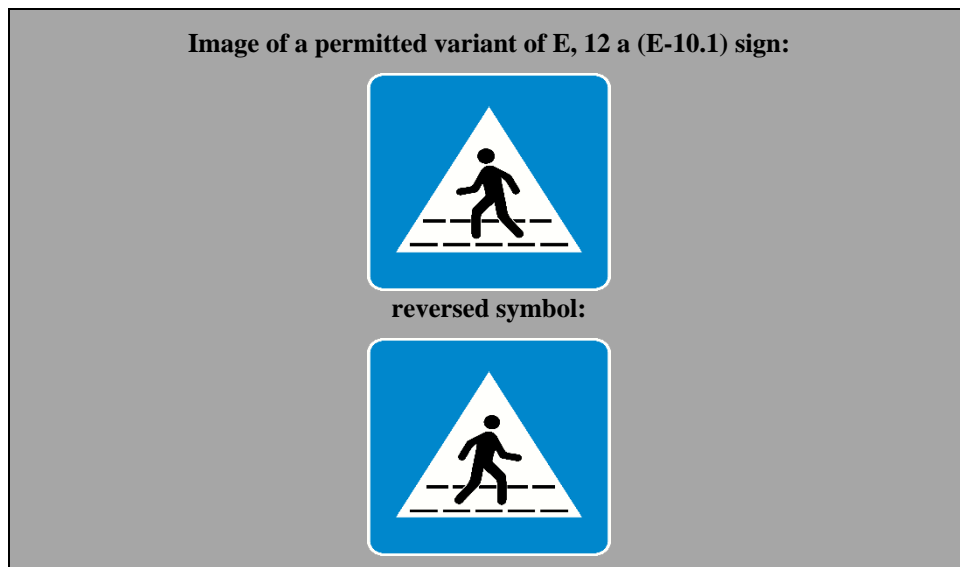 Image of a permitted variant of E, 12 a (E-10.1) sign:
reversed symbol: